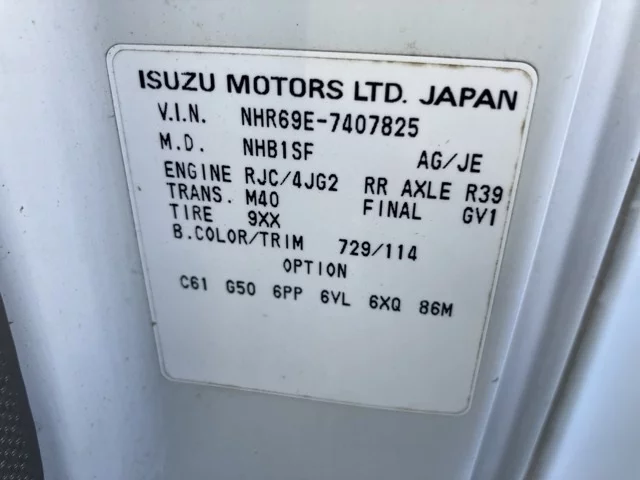 ISUZU MOTORS LTD. JAPAN
V.I.N. NHR69E-7407825
M.D. NHB1SF AG/JE
ENGINE RJC/4JG2 RR AXLE R39
TRANS. M40 FINAL GV1
TIRE 9XX
B.COLOR/TRIM 729/114
OPTION
C61 G50 6PP 6VL 6XQ 86M